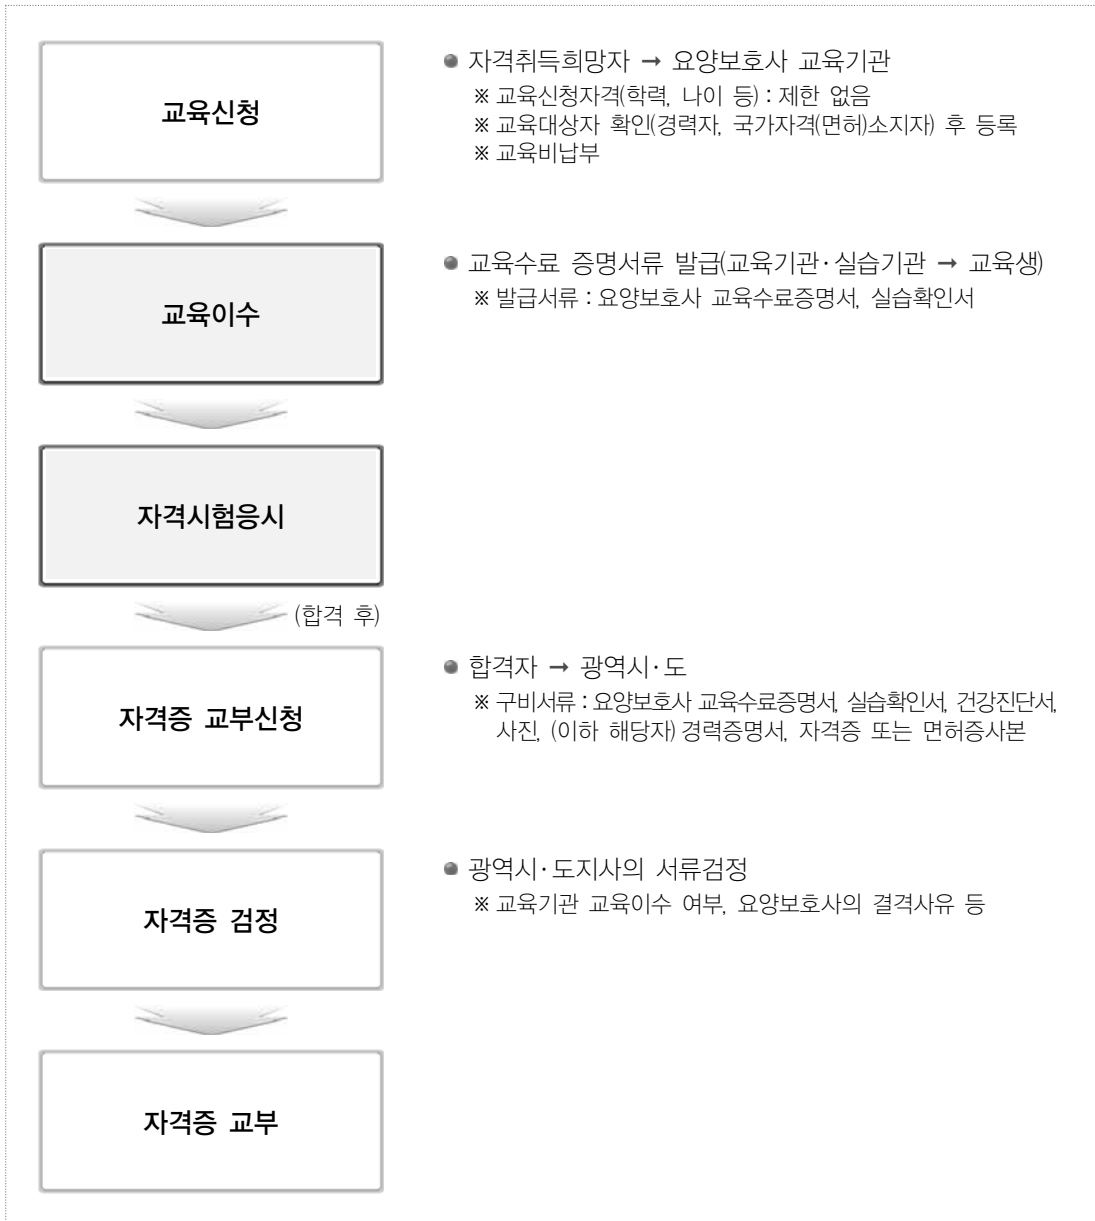 교육신청
● 자격취득희망자 → 요양보호사 교육기관
※ 교육신청자격(학력, 나이 등) : 제한 없음
※ 교육대상자 확인(경력자, 국가자격(면허)소지자) 후 등록
※ 교육비납부
교육이수
● 교육수료 증명서류 발급(교육기관·실습기관 → 교육생)
※ 발급서류 : 요양보호사 교육수료증명서, 실습확인서
자격시험응시
(합격 후)
자격증 교부신청
● 합격자 → 광역시·도
※ 구비서류 : 요양보호사 교육수료증명서, 실습확인서, 건강진단서,
사진, (이하 해당자) 경력증명서, 자격증 또는 면허증사본
자격증 검정
● 광역시·도지사의 서류검정
※ 교육기관 교육이수 여부, 요양보호사의 결격사유 등
자격증 교부